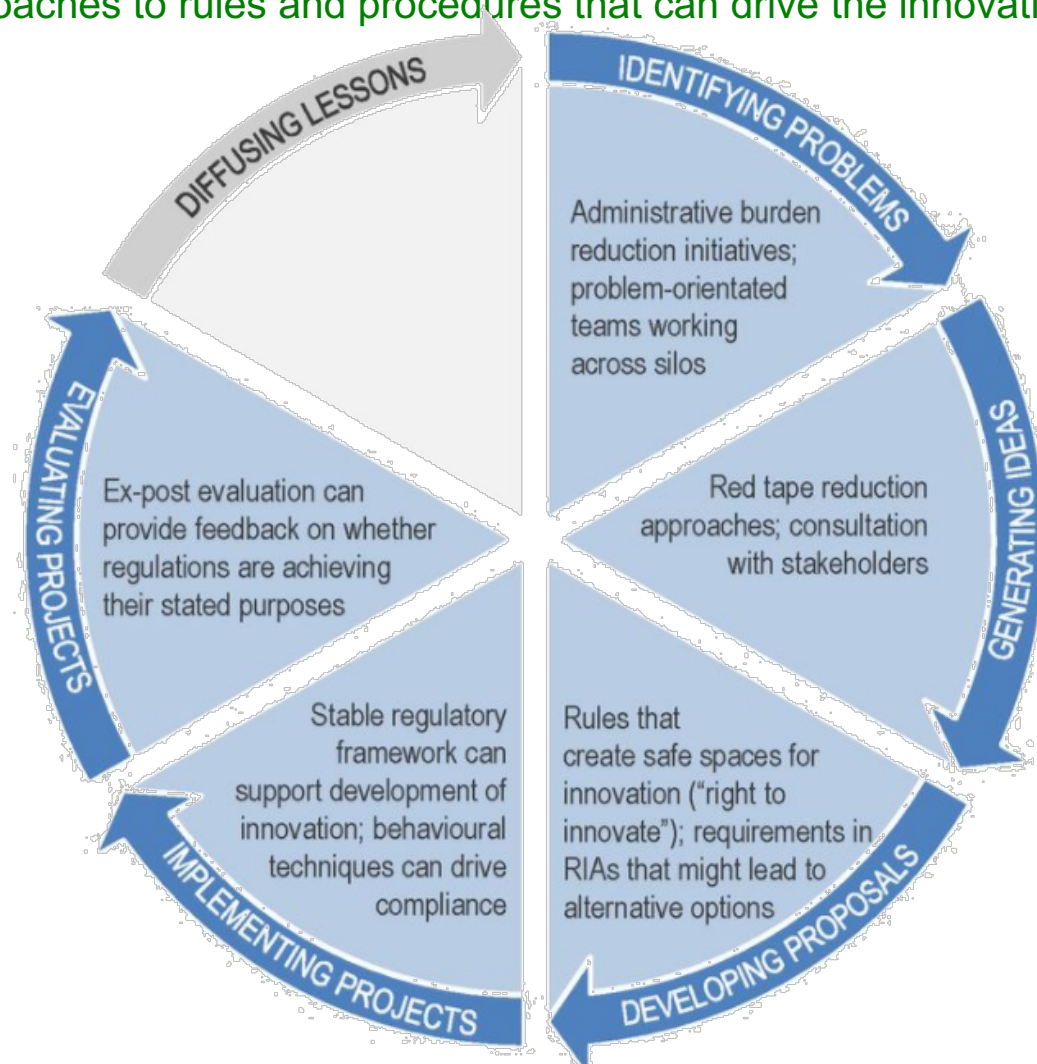 oaches to rules and procedures that can drive the innovati
IDENTIFYING PROBLEMS
Administrative burden
reduction initiatives;
problem-orientated
teams working
across silos
GENERATING IDEAS
Red tape reduction
approaches; consultation
with stakeholders
DEVELOPING PROPOSALS
Rules that
create safe spaces for
innovation (“right to
innovate”); requirements in
RIAs that might lead to
alternative options
IMPLEMENTING PROJECTS
Stable regulatory
framework can
support development of
innovation; behavioural
techniques can drive
compliance
EVALUATING PROJECTS
Ex-post evaluation can
provide feedback on whether
regulations are achieving
their stated purposes
DIFFUSING LESSONS